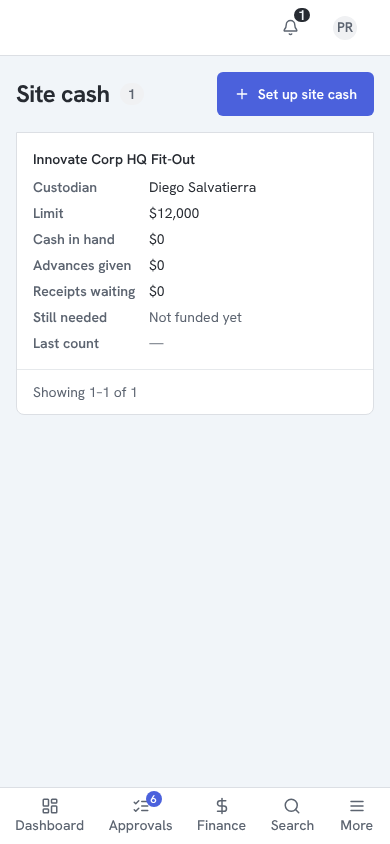 1
PR
Site cash 1
Set up site cash
Innovate Corp HQ Fit-Out
Custodian Diego Salvatierra
Limit $12,000
Cash in hand $0
Advances given $0
Receipts waiting $0
Still needed Not funded yet
Last count —
Showing 1–1 of 1
6
Dashboard Approvals Finance Search More